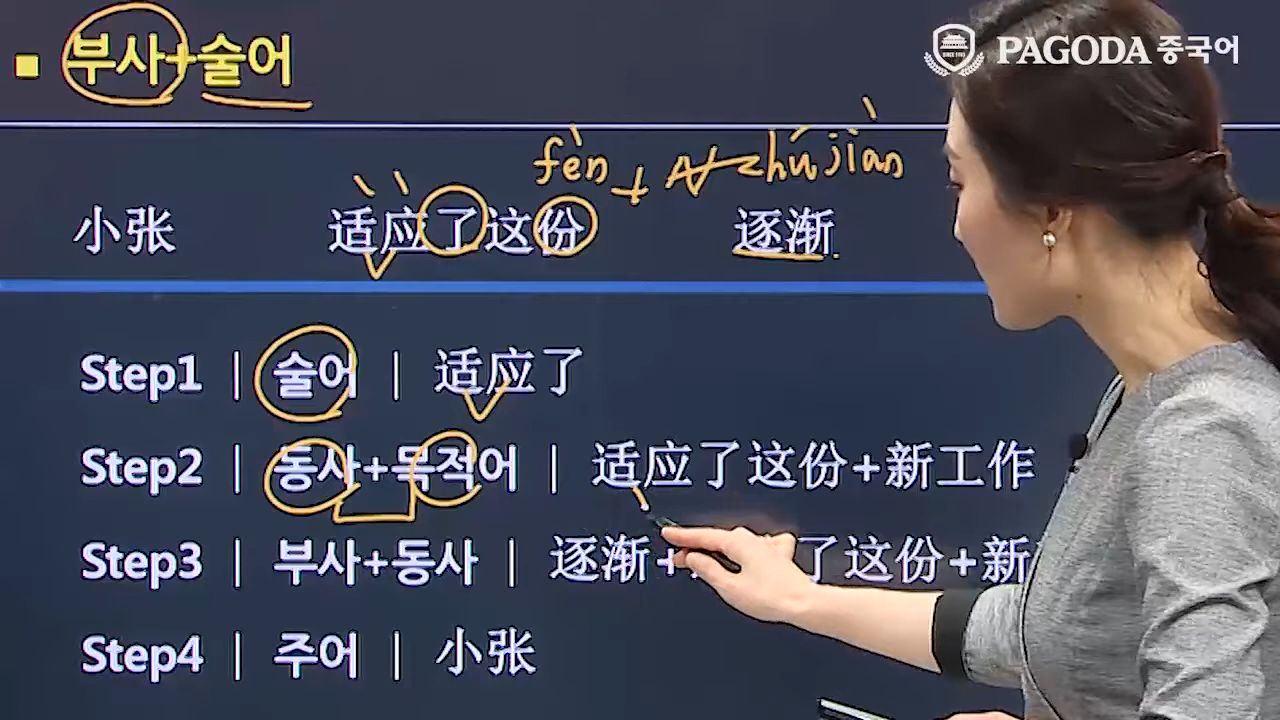 부사+술어
PAGODA 중국어
fèn + N zhújiàn
小张 适应了这份 逐渐
Step1 | 술어 | 适应了
Step2 | 동사+목적어 | 适应了这份+新工作
Step3 | 부사+동사 | 逐渐+ 了这份+新
Step4 | 주어 | 小张